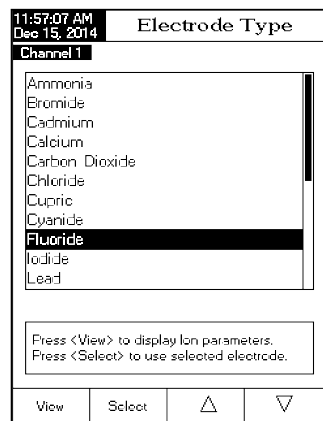 11:57:07 AM
Dec 15, 2014
Electrode Type
Channel 1
Ammonia
Bromide
Cadmium
Calcium
Carbon Dioxide
Chloride
Cupric
Cyanide
Fluoride
Iodide
Lead
Press <View> to display Ion parameters.
Press <Select> to use selected electrode.
View
Select
△
▽